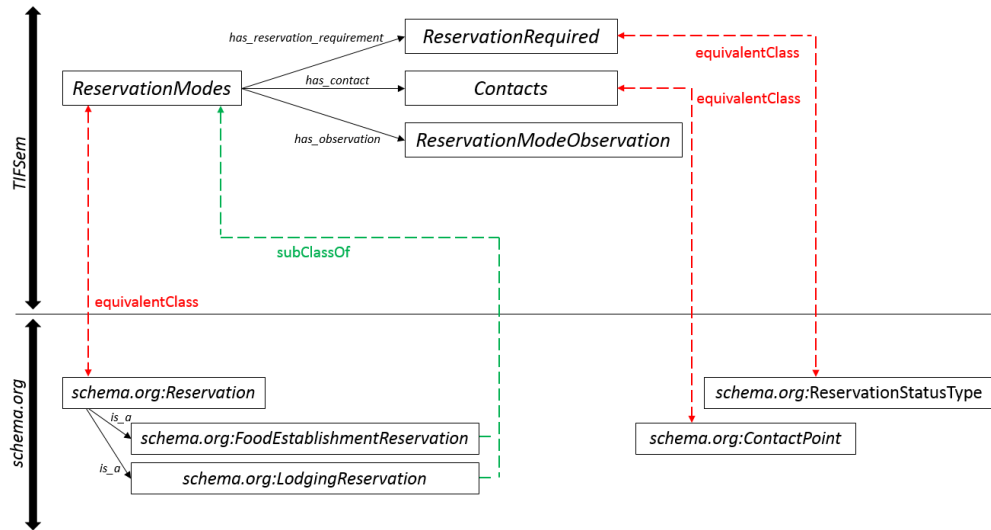 has_reservation_requirement
ReservationRequired
equivalentClass
ReservationModes
has_contact
Contacts
equivalentClass
has_observation
ReservationModeObservation
TIFSem
subClassOf
equivalentClass
schema.org
schema.org:Reservation
schema.org:ReservationStatusType
is_a
schema.org:FoodEstablishmentReservation
schema.org:ContactPoint
is_a
schema.org:LodgingReservation